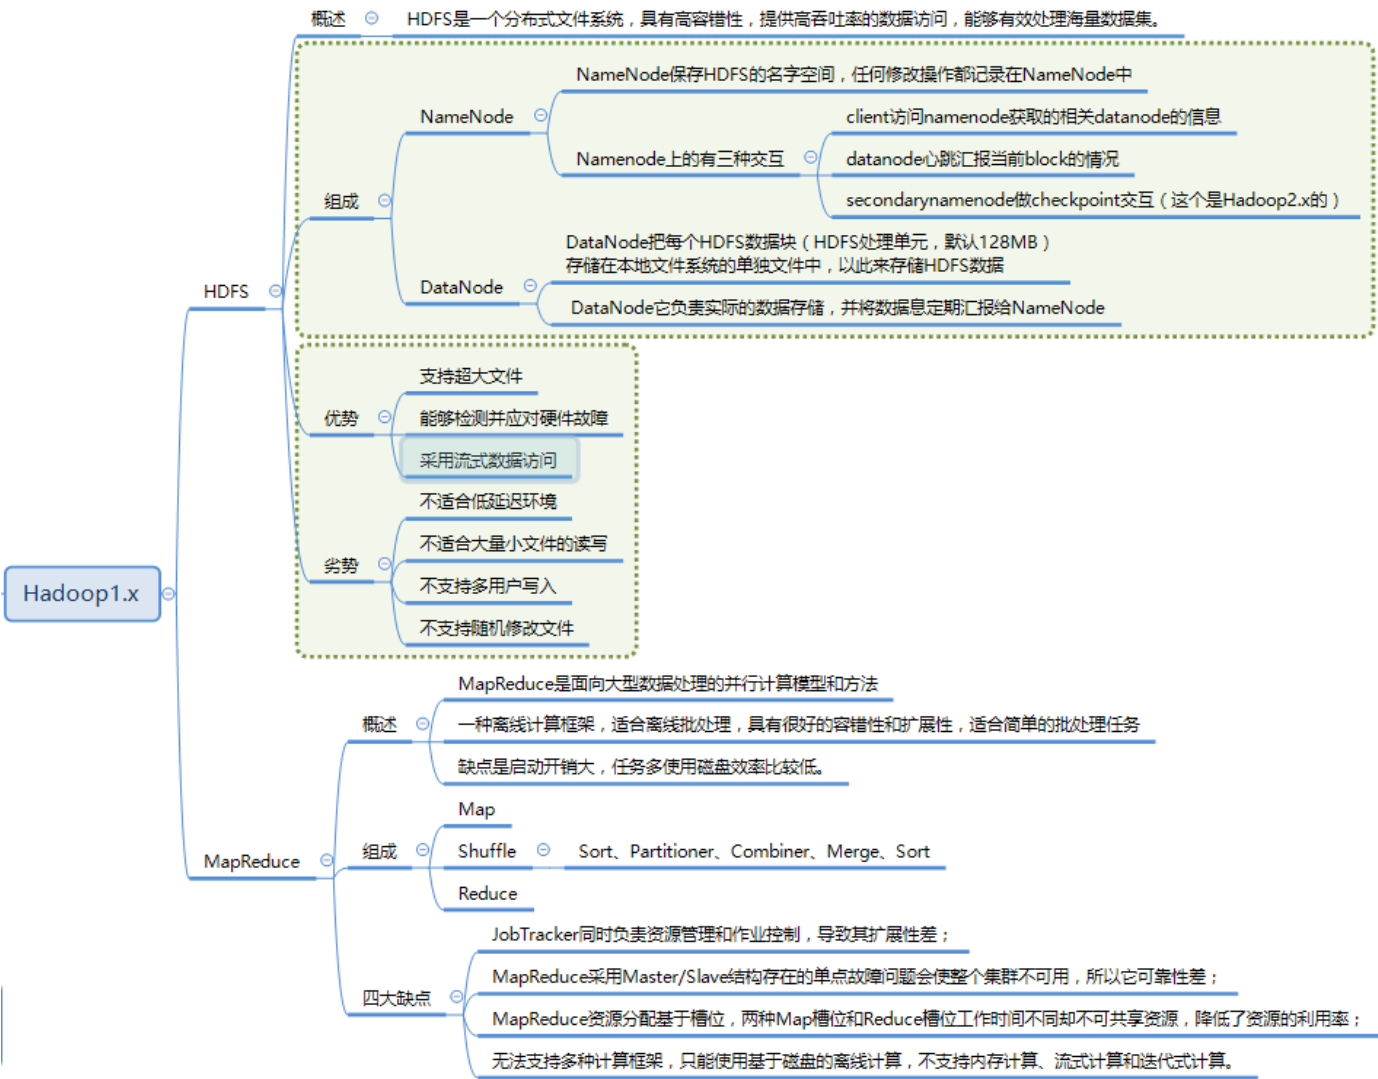 概述
HDFS是一个分布式文件系统，具有高容错性，提供高吞吐率的数据访问，能够有效处理海量数据集。
NameNode保存HDFS的名字空间，任何修改操作都记录在NameNode中
NameNode
client访问namenode获取的相关datanode的信息
Namenode上的有三种交互
datanode心跳汇报当前block的情况
secondarynamenode做checkpoint交互（这个是Hadoop2.x的）
组成
DataNode把每个HDFS数据块（HDFS处理单元，默认128MB）
存储在本地文件系统的单独文件中，以此来存储HDFS数据
DataNode
DataNode它负责实际的数据存储，并将数据息定期汇报给NameNode
HDFS
支持超大文件
优势
能够检测并应对硬件故障
采用流式数据访问
不适合低延迟环境
不适合大量小文件的读写
劣势
不支持多用户写入
不支持随机修改文件
Hadoop1.x
MapReduce是面向大型数据处理的并行计算模型和方法
概述
一种离线计算框架，适合离线批处理，具有很好的容错性和扩展性，适合简单的批处理任务
缺点是启动开销大，任务多使用磁盘效率比较低。
Map
组成
Shuffle
Sort、Partitioner、Combiner、Merge、Sort
MapReduce
Reduce
JobTracker同时负责资源管理和作业控制，导致其扩展性差；
MapReduce采用Master/Slave结构存在的单点故障问题会使整个集群不可用，所以它可靠性差；
四大缺点
MapReduce资源分配基于槽位，两种Map槽位和Reduce槽位工作时间不同却不可共享资源，降低了资源的利用率；
无法支持多种计算框架，只能使用基于磁盘的离线计算，不支持内存计算、流式计算和迭代式计算。